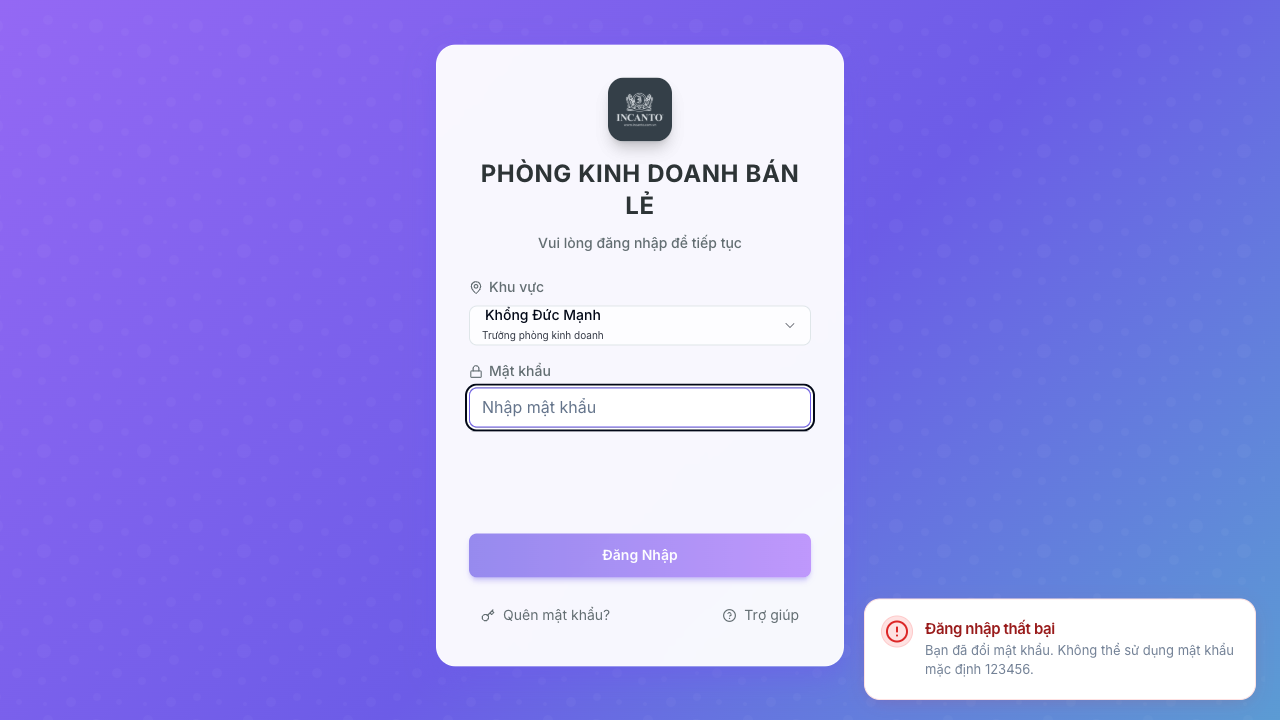 INCANTO
PHÒNG KINH DOANH BÁN
LẺ
Vui lòng đăng nhập để tiếp tục
Khu vực
Khổng Đức Mạnh
Trưởng phòng kinh doanh
Mật khẩu
Nhập mật khẩu
Đăng Nhập
Quên mật khẩu?
Trợ giúp
Đăng nhập thất bại
Bạn đã đổi mật khẩu. Không thể sử dụng mật khẩu
mặc định 123456.